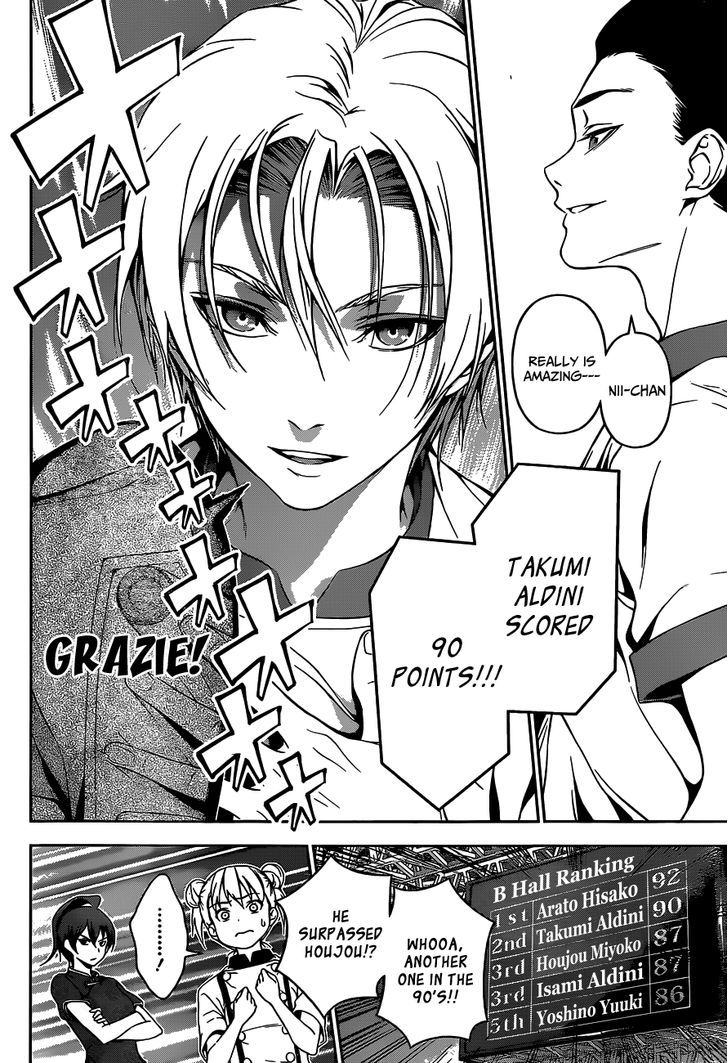 NII-CHAN
REALLY IS
AMAZING---
TAKUMI
ALDINI
SCORED
90
POINTS!!!
GRAZIE!
B Hall Ranking
1st Arato Hisako 92
2nd Takumi Aldini 90
3rd Houjou Miyoko 87
3rd Isami Aldini 87
5th Yoshino Yuuki 86
WHOOA,
ANOTHER
ONE IN THE
90'S!!
HE
SURPASSED
HOUJOU!?
.........